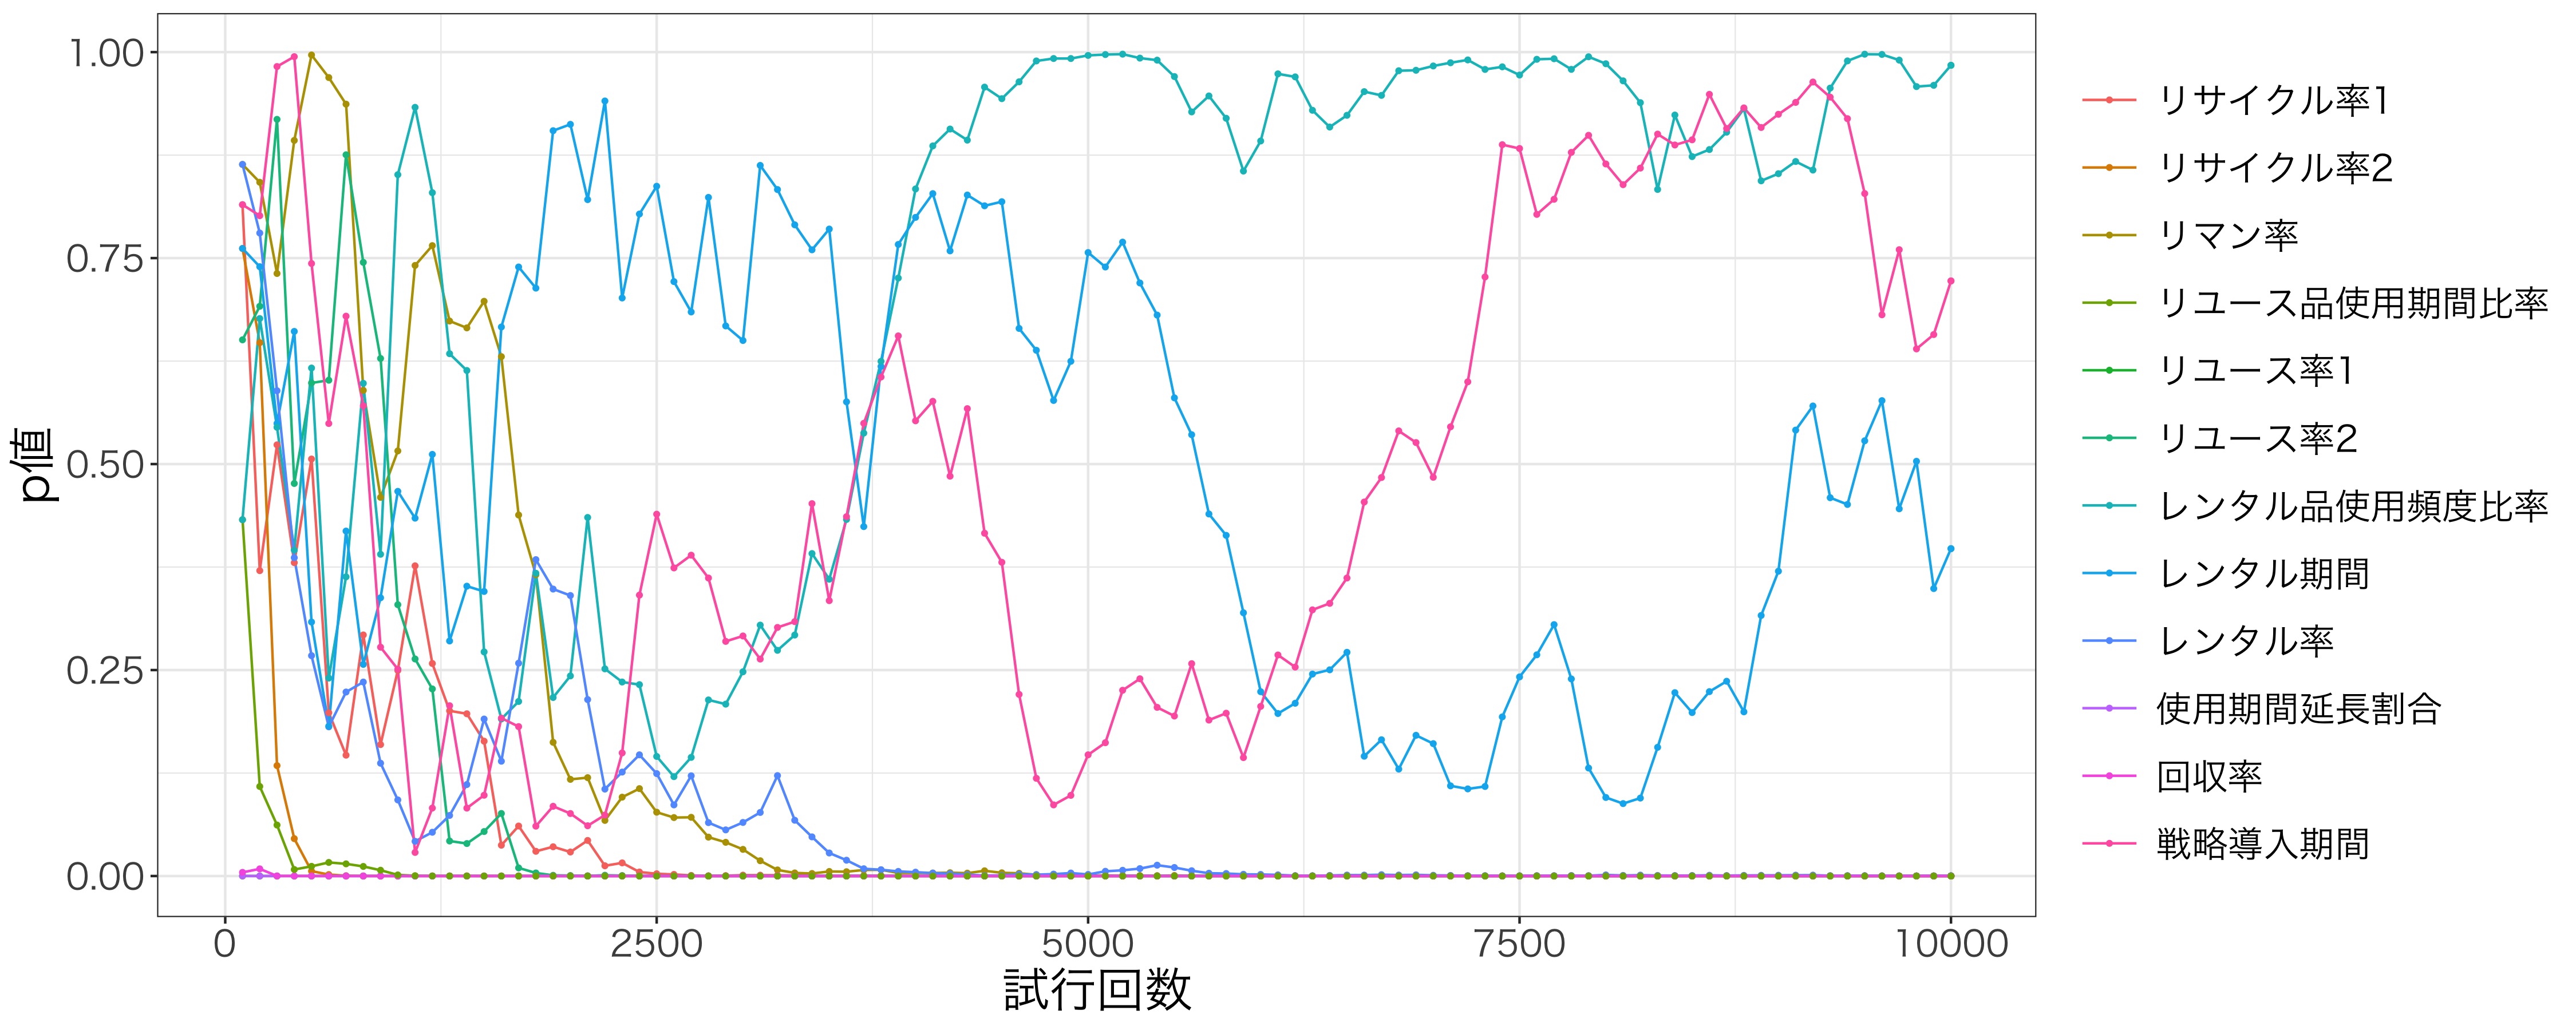 1.00
0.75
0.50
0.25
0.00
p値
0
2500
5000
7500
10000
試行回数
リサイクル率1
リサイクル率2
リマン率
リユース品使用期間比率
リユース率1
リユース率2
レンタル品使用頻度比率
レンタル期間
レンタル率
使用期間延長割合
回収率
戦略導入期間